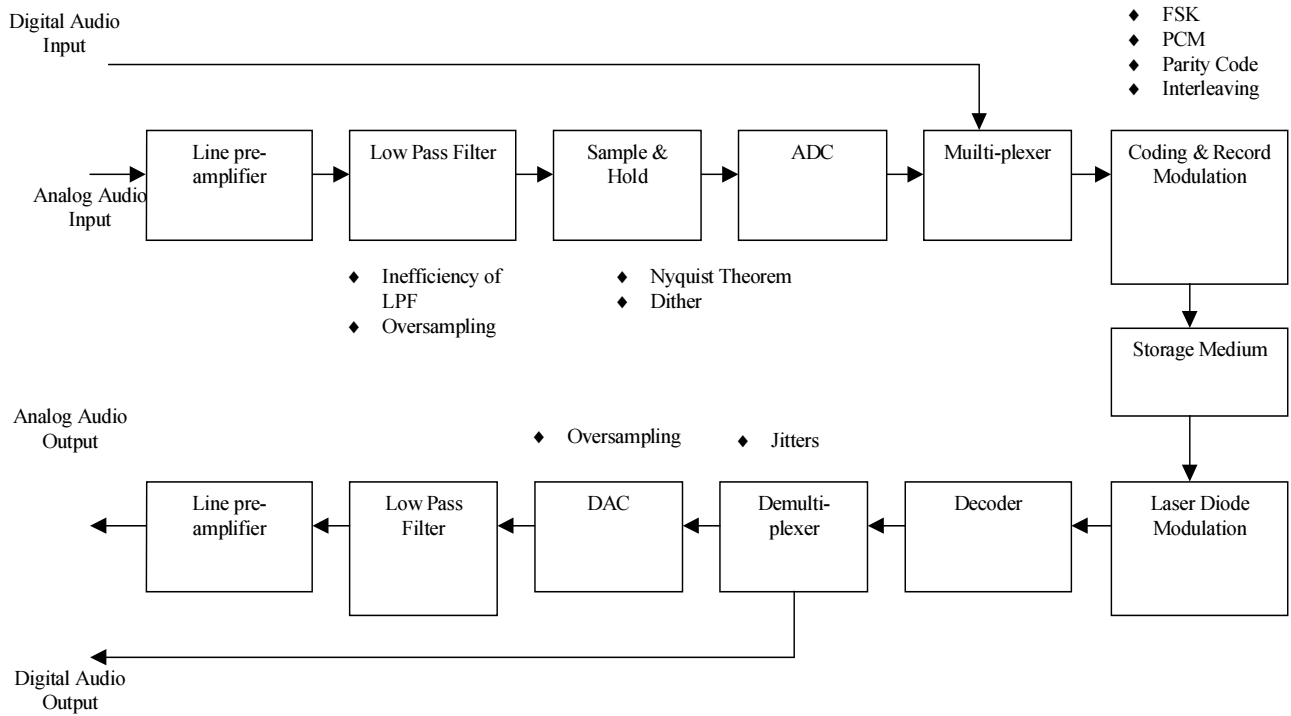 Digital Audio
Input
♦ FSK
♦ PCM
♦ Parity Code
♦ Interleaving
Analog Audio
Input
Line pre-
amplifier
Low Pass Filter
Sample &
Hold
ADC
Muilti-plexer
Coding & Record
Modulation
♦ Inefficiency of
LPF
♦ Oversampling
♦ Nyquist Theorem
♦ Dither
Storage Medium
Analog Audio
Output
♦ Oversampling
♦ Jitters
Line pre-
amplifier
Low Pass
Filter
DAC
Demulti-
plexer
Decoder
Laser Diode
Modulation
Digital Audio
Output